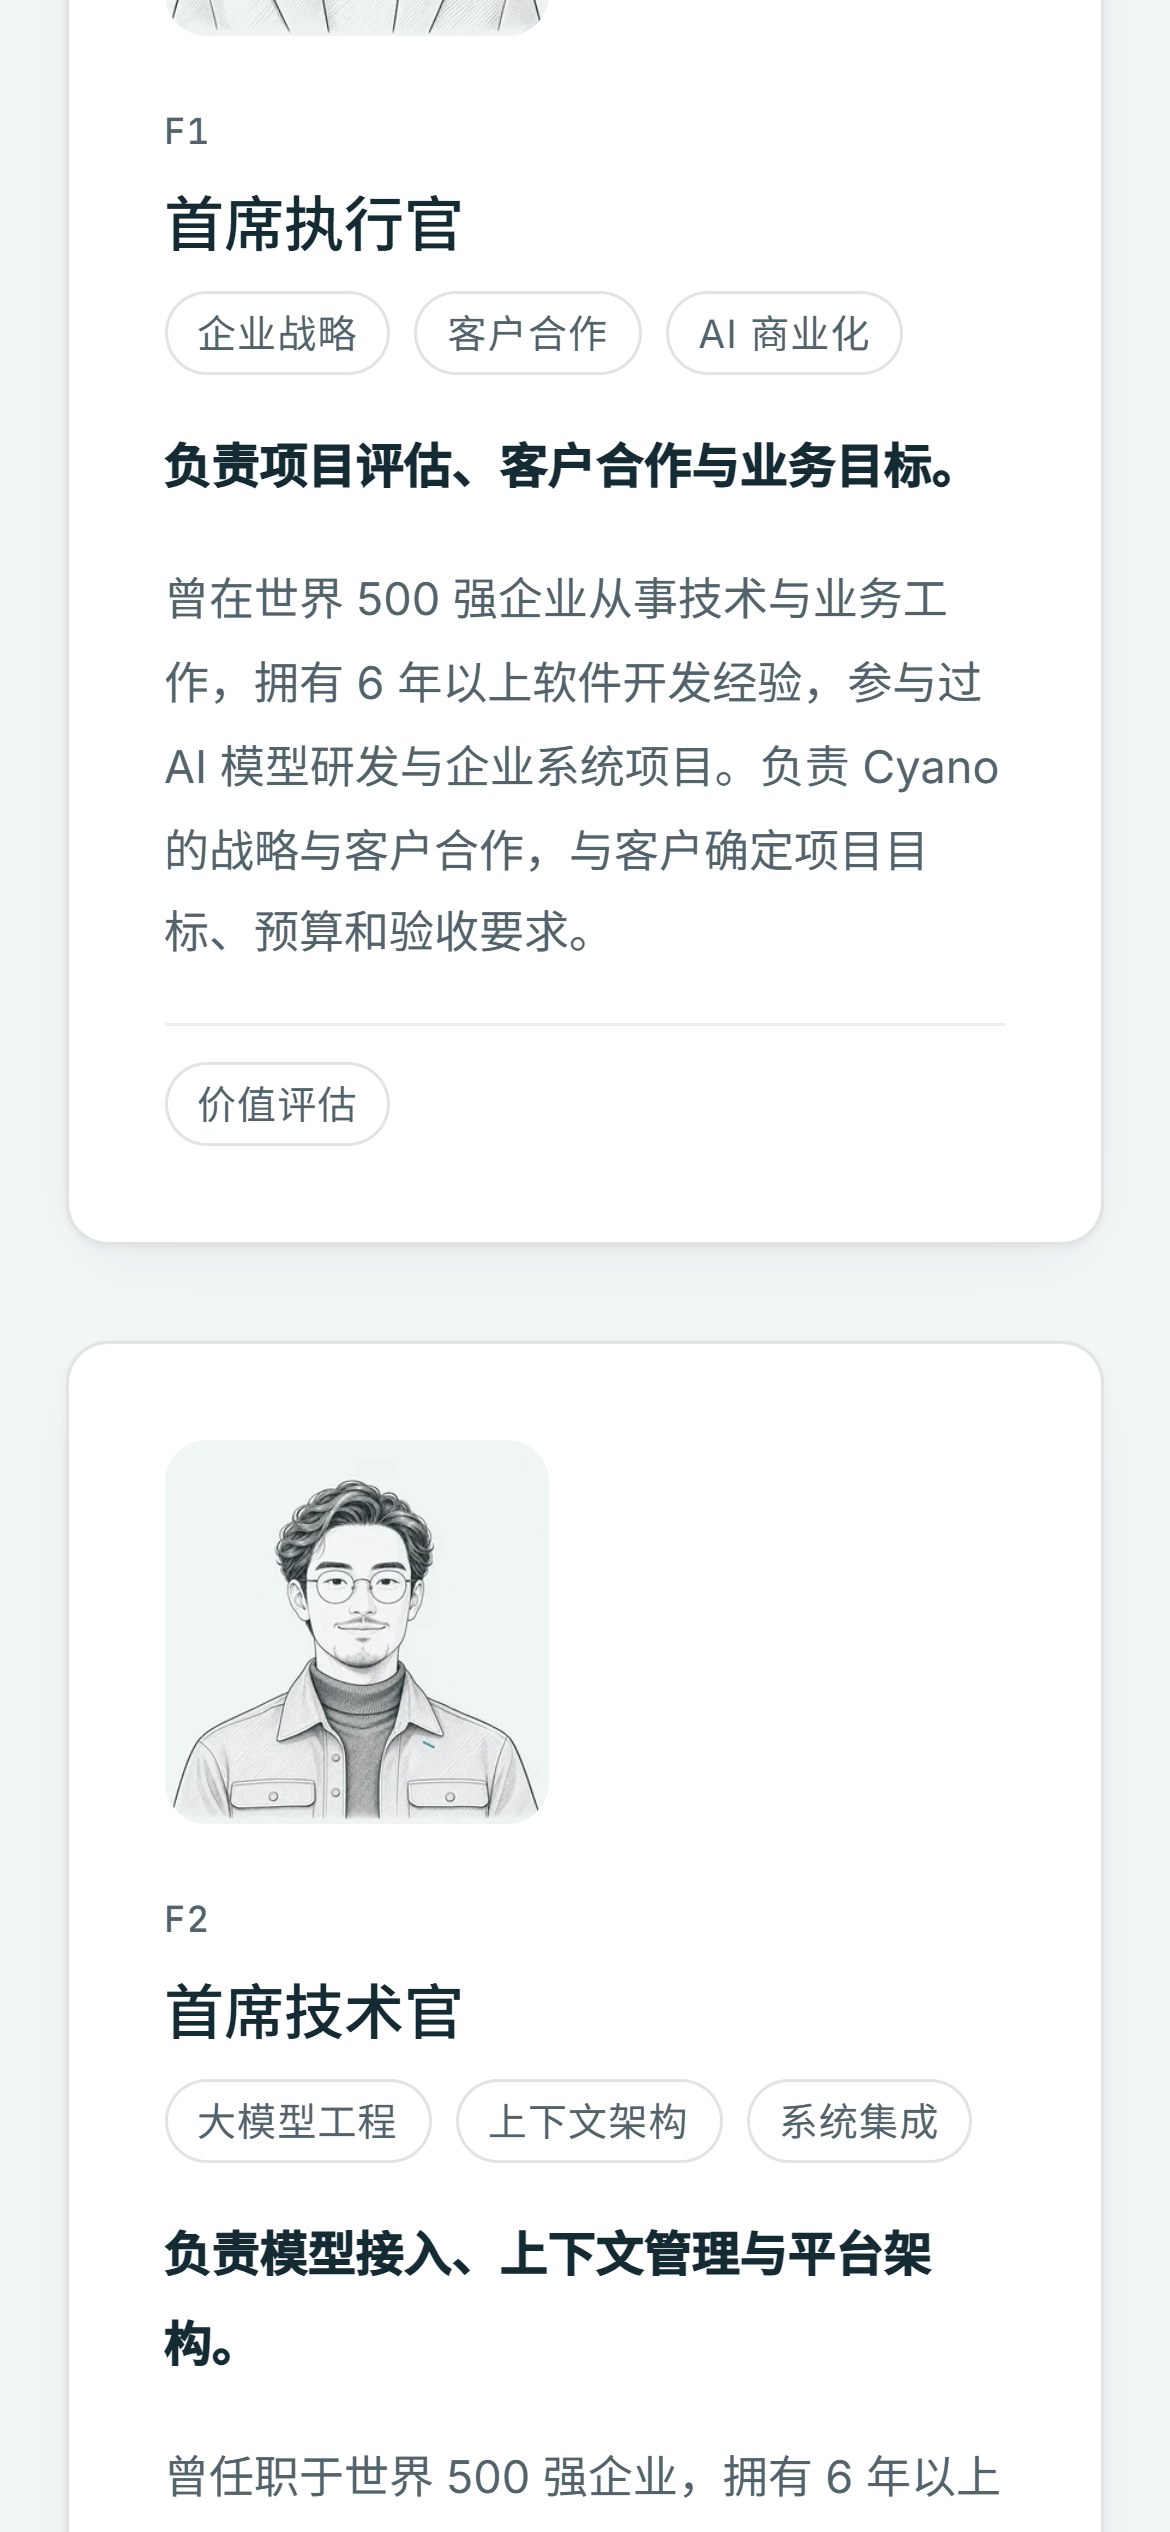 F1
首席执行官
企业战略 客户合作 AI 商业化
负责项目评估、客户合作与业务目标。
曾在世界 500 强企业从事技术与业务工
作，拥有 6 年以上软件开发经验，参与过
AI 模型研发与企业系统项目。负责 Cyano
的战略与客户合作，与客户确定项目目
标、预算和验收要求。
价值评估
F2
首席技术官
大模型工程 上下文架构 系统集成
负责模型接入、上下文管理与平台架
构。
曾任职于世界 500 强企业，拥有 6 年以上